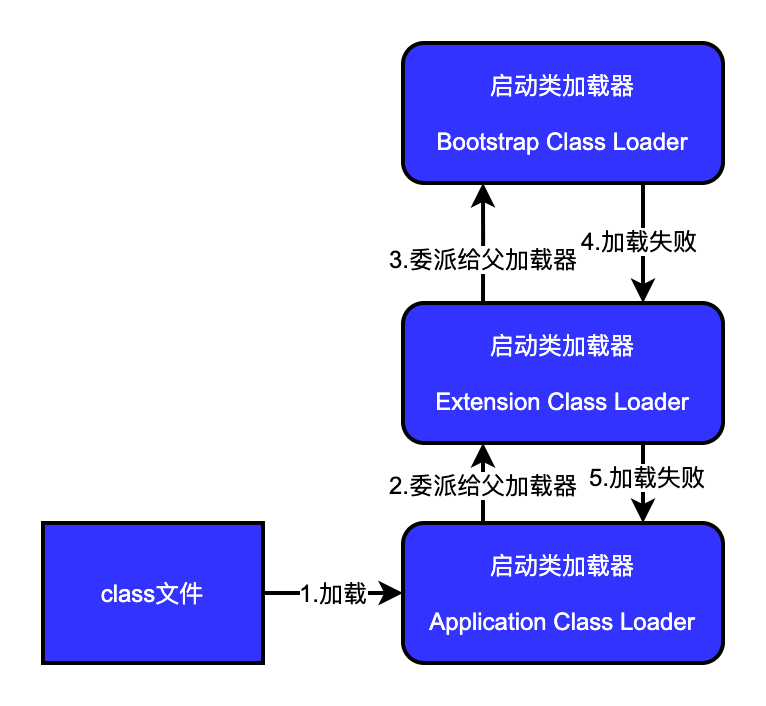 启动类加载器
Bootstrap Class Loader
3.委派给父加载器
4.加载失败
启动类加载器
Extension Class Loader
2.委派给父加载器
5.加载失败
class文件
1.加载
启动类加载器
Application Class Loader